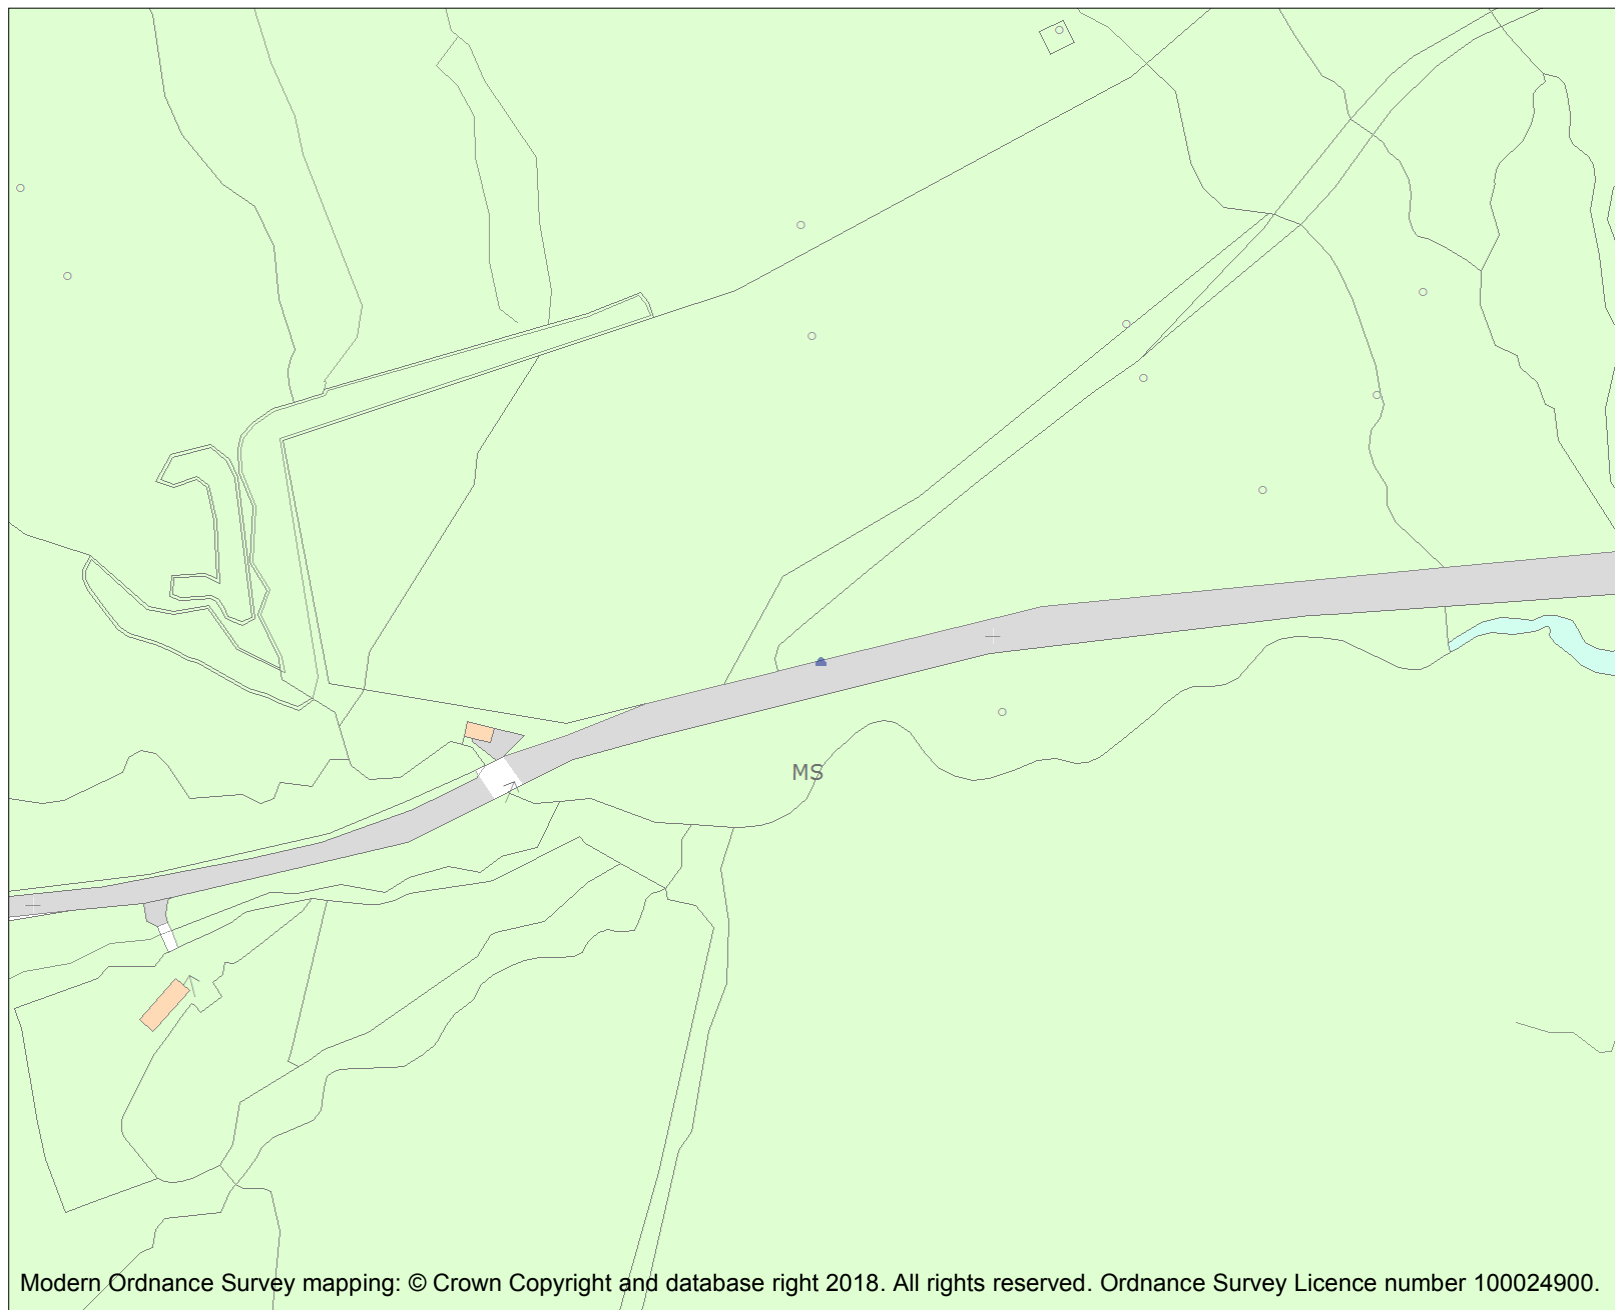 MS
Modern Ordnance Survey mapping: © Crown Copyright and database right 2018. All rights reserved. Ordnance Survey Licence number 100024900.